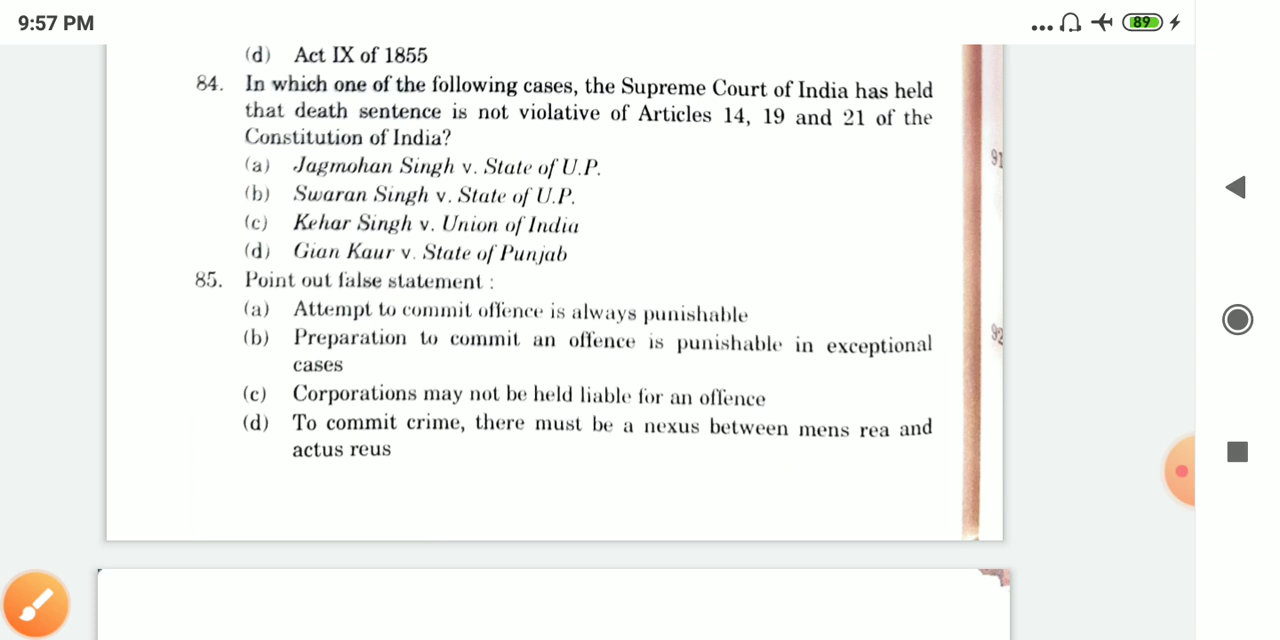 9:57 PM
89
(d) Act IX of 1855
84. In which one of the following cases, the Supreme Court of India has held
that death sentence is not violative of Articles 14, 19 and 21 of the
Constitution of India?
(a) Jagmohan Singh v. State of U.P.
(b) Swaran Singh v. State of U.P.
(c) Kehar Singh v. Union of India
(d) Gian Kaur v. State of Punjab
85. Point out false statement :
(a) Attempt to commit offence is always punishable
(b) Preparation to commit an offence is punishable in exceptional
cases
(c) Corporations may not be held liable for an offence
(d) To commit crime, there must be a nexus between mens rea and
actus reus
91
92